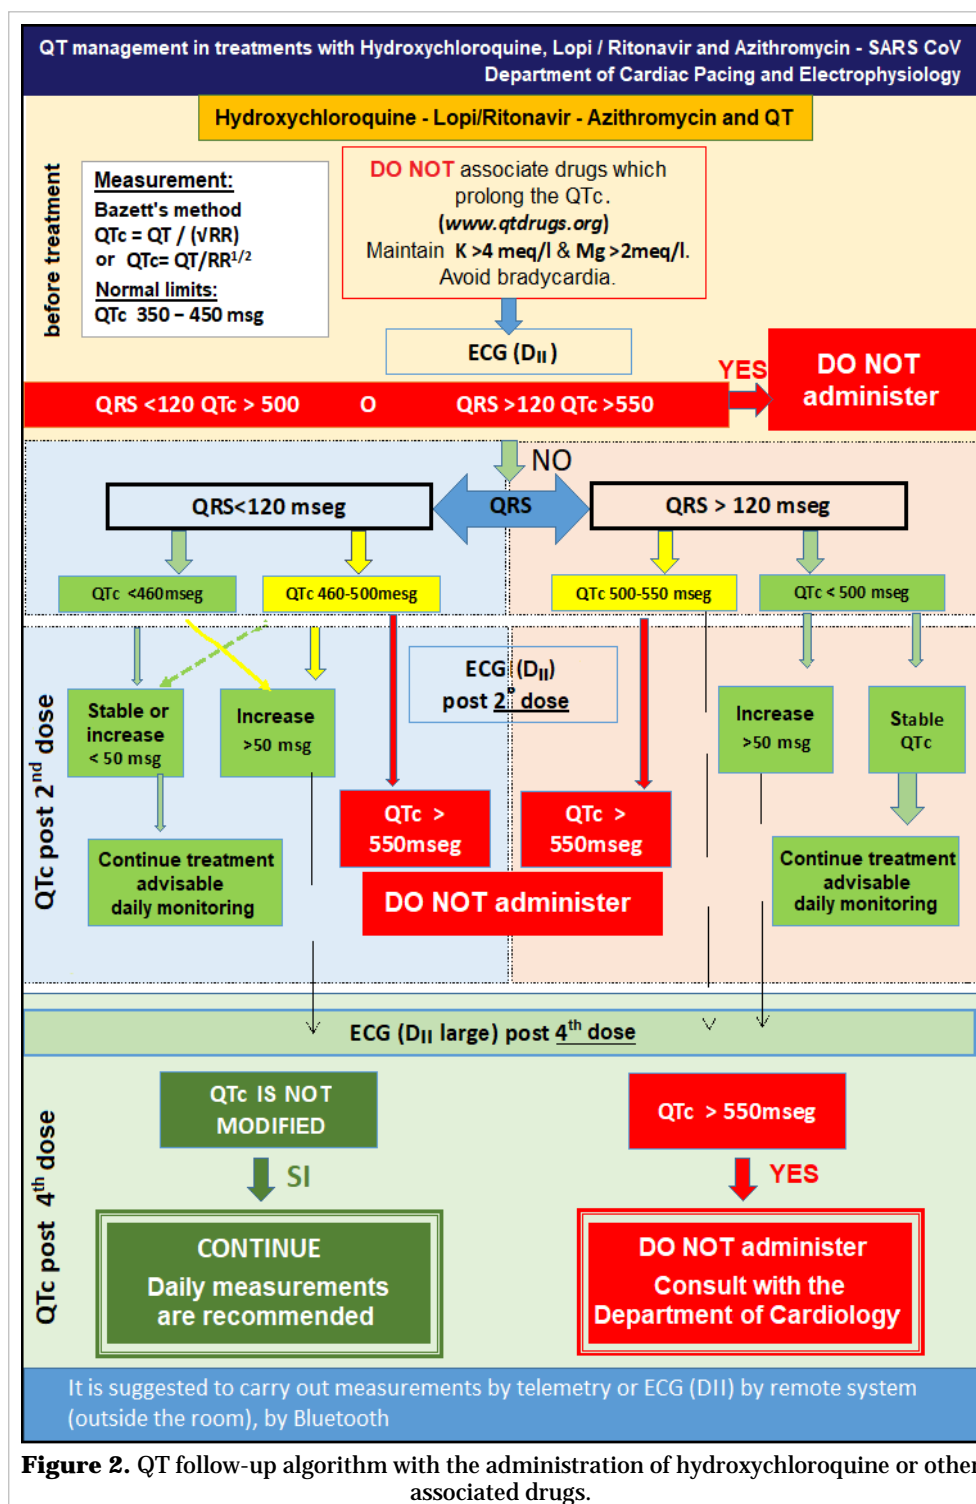 QT management in treatments with Hydroxychloroquine, Lopi / Ritonavir and Azithromycin - SARS CoV
Department of Cardiac Pacing and Electrophysiology
Hydroxychloroquine - Lopi/Ritonavir - Azithromycin and QT
before treatment
Measurement:
Bazett's method
QTc = QT / (√RR)
or QTc= QT/RR1/2
Normal limits:
QTc 350 – 450 msg
DO NOT associate drugs which
prolong the QTc.
(www.qtdrugs.org)
Maintain K >4 meq/l & Mg >2meq/l.
Avoid bradycardia.
ECG (DII)
YES
DO NOT
administer
QRS <120 QTc > 500 O QRS >120 QTc >550
NO
QRS<120 mseg
QRS
QRS > 120 mseg
QTc <460mseg
QTc 460-500mesg
QTc 500-550 mseg
QTc < 500 mseg
QTc post 2nd dose
ECG (DII)
post 2° dose
Stable or
increase
< 50 msg
Increase
>50 msg
Increase
>50 msg
Stable
QTc
QTc >
550mseg
QTc >
550mseg
Continue treatment
advisable
daily monitoring
DO NOT administer
Continue treatment
advisable
daily monitoring
ECG (DII large) post 4th dose
QTc post 4th dose
QTc IS NOT
MODIFIED
QTc > 550mseg
SI
YES
CONTINUE
Daily measurements
are recommended
DO NOT administer
Consult with the
Department of Cardiology
It is suggested to carry out measurements by telemetry or ECG (DII) by remote system
(outside the room), by Bluetooth
Figure 2. QT follow-up algorithm with the administration of hydroxychloroquine or other
associated drugs.